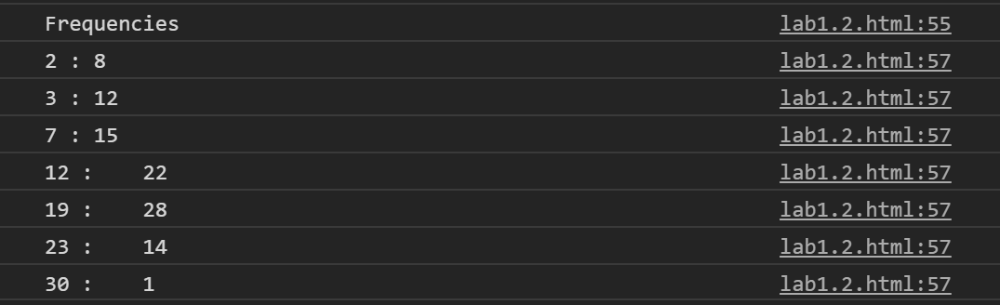 Frequencies lab1.2.html:55
2 : 8 lab1.2.html:57
3 : 12 lab1.2.html:57
7 : 15 lab1.2.html:57
12 :    22 lab1.2.html:57
19 :    28 lab1.2.html:57
23 :    14 lab1.2.html:57
30 :    1 lab1.2.html:57